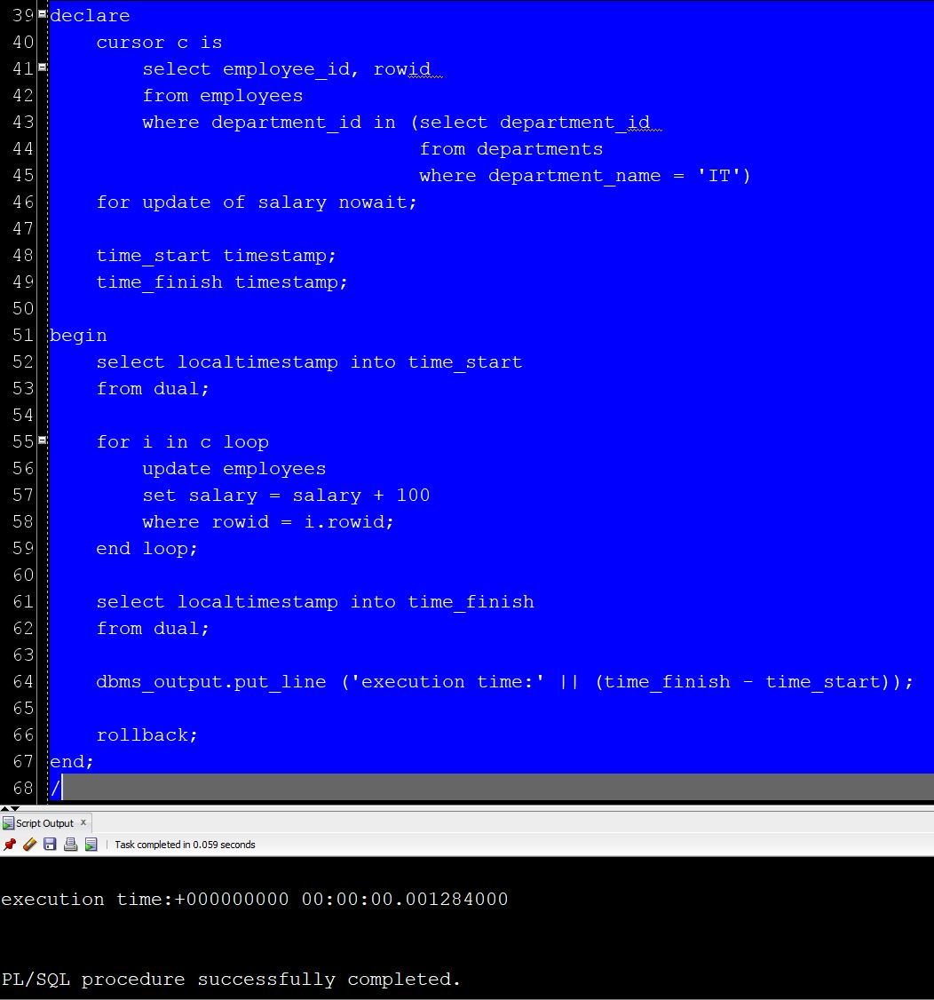 39 declare
40     cursor c is
41         select employee_id, rowid
42         from employees
43         where department_id in (select department_id
44                                 from departments
45                                 where department_name = 'IT')
46     for update of salary nowait;
47
48     time_start timestamp;
49     time_finish timestamp;
50
51 begin
52     select localtimestamp into time_start
53     from dual;
54
55     for i in c loop
56         update employees
57         set salary = salary + 100
58         where rowid = i.rowid;
59     end loop;
60
61     select localtimestamp into time_finish
62     from dual;
63
64     dbms_output.put_line ('execution time:' || (time_finish - time_start));
65
66     rollback;
67 end;
68 /
Script Output x
Task completed in 0.059 seconds
execution time:+000000000 00:00:00.001284000
PL/SQL procedure successfully completed.